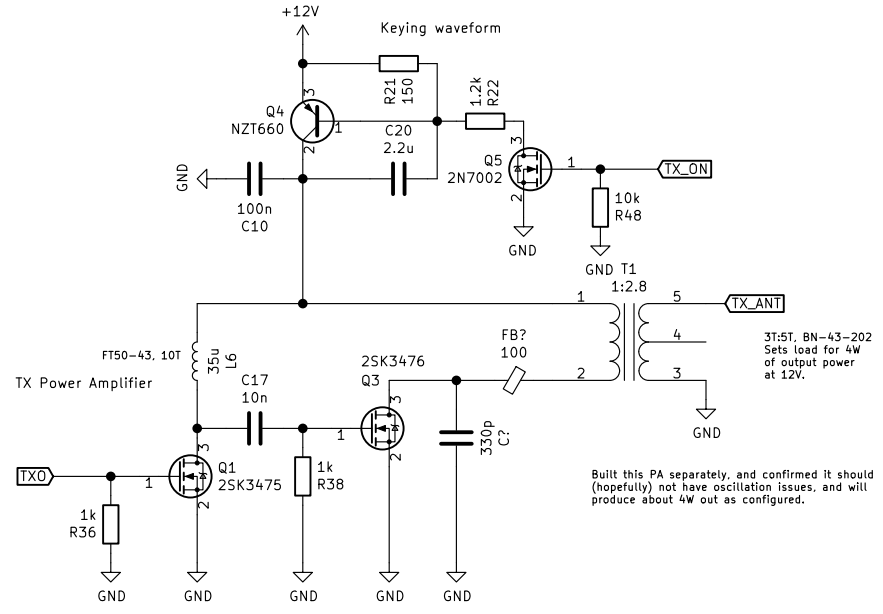 +12V
Keying waveform
3
R21
150
1.2k
R22
Q4
NZT660
1
C20
2.2u
2
3
Q5
2N7002
1
TX_ON
2
GND
100n
C10
10k
R48
GND
GND
T1
1:2.8
1
5
TX_ANT
FB?
100
4
3T:5T, BN-43-202
Sets load for 4W
of output power
at 12V.
FT50-43, 10T
35u
L6
2SK3476
Q3
2
3
TX Power Amplifier
C17
10n
3
1
2
330p
C?
GND
3
TXO
1
Q1
2SK3475
2
1k
R38
Built this PA separately, and confirmed it should
(hopefully) not have oscillation issues, and will
produce about 4W out as configured.
1k
R36
GND
GND
GND
GND
GND